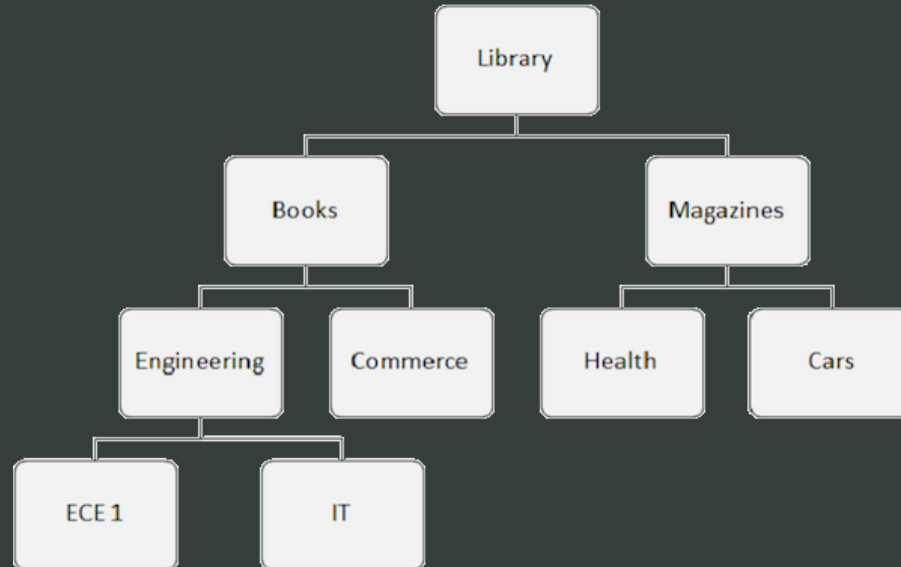 Library
Books
Magazines
Engineering
Commerce
Health
Cars
ECE 1
IT